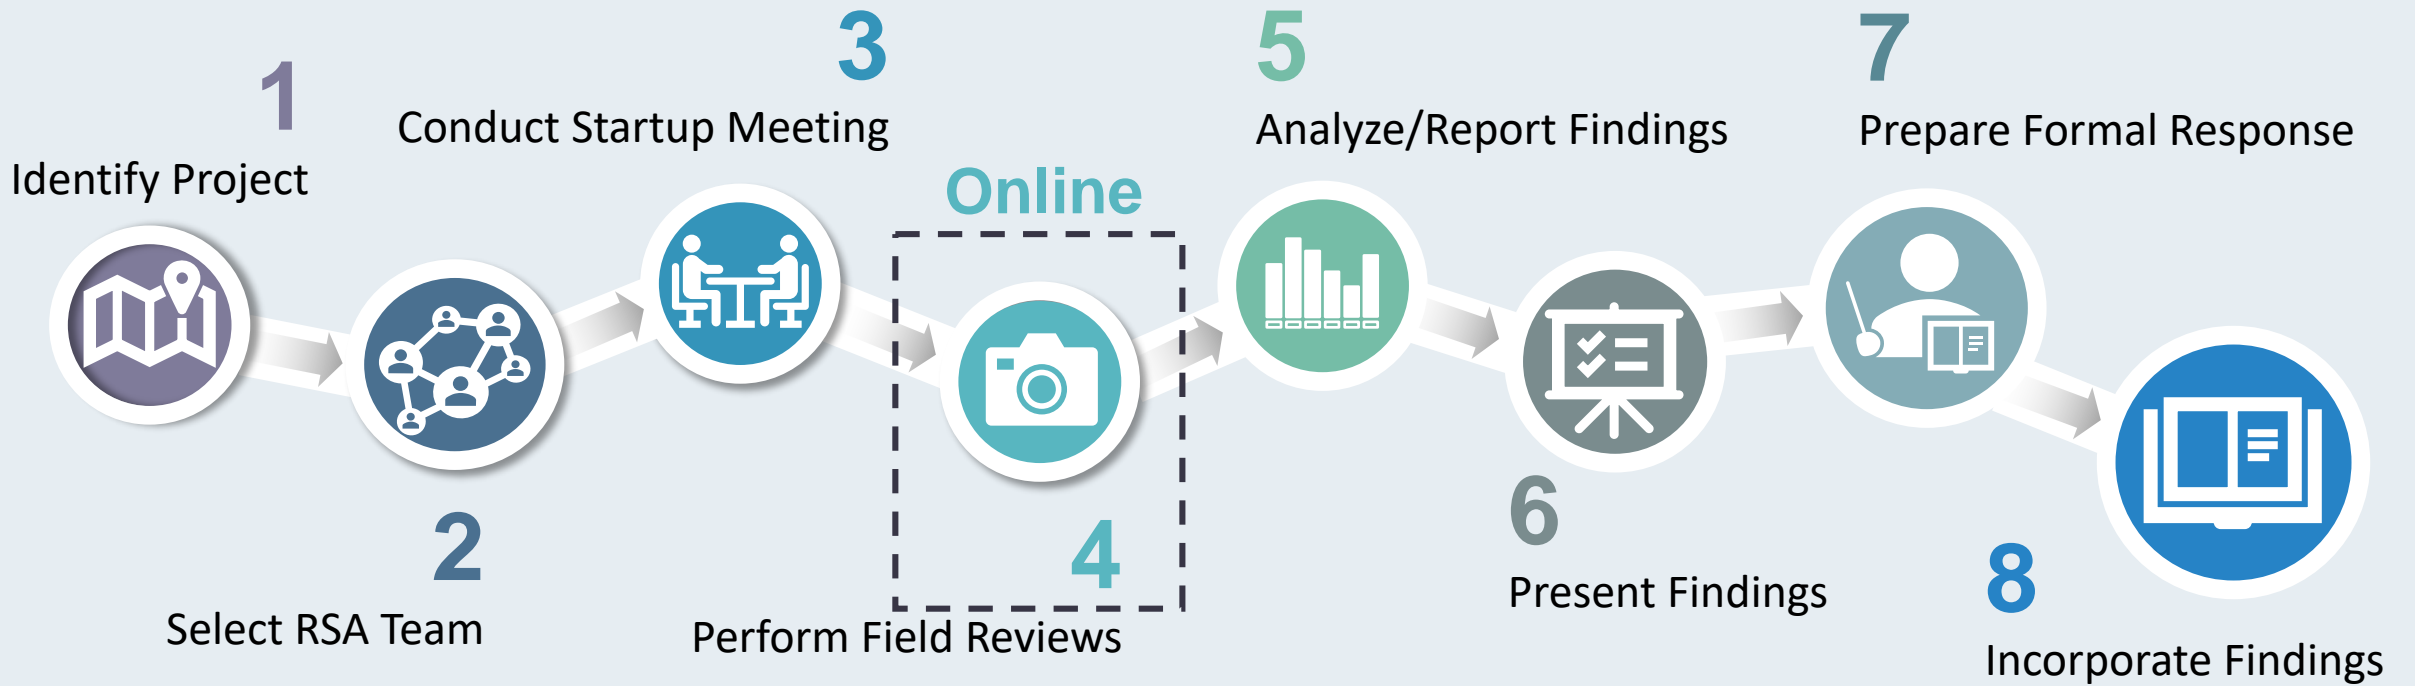 1
Identify Project
2
Select RSA Team
3
Conduct Startup Meeting
Online
4
Perform Field Reviews
5
Analyze/Report Findings
6
Present Findings
7
Prepare Formal Response
8
Incorporate Findings